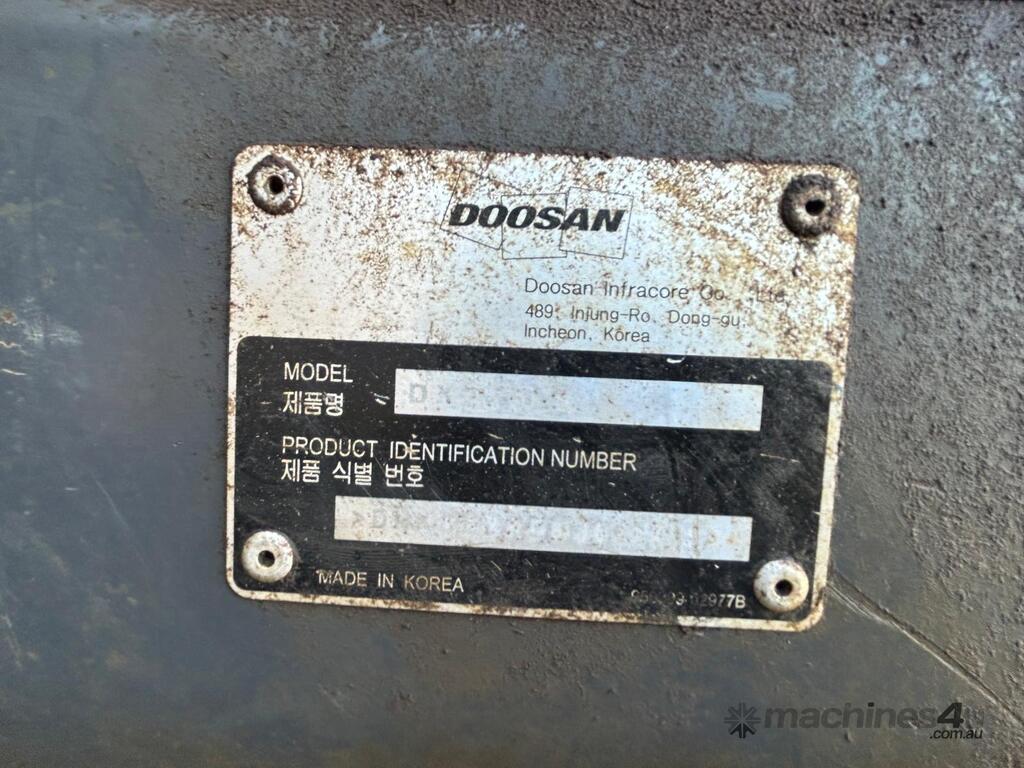 DOOSAN
Doosan Infracore Co., Ltd.
489, Injung-Ro, Dong-gu,
Incheon, Korea
MODEL
제품명
PRODUCT IDENTIFICATION NUMBER
제품 식별 번호
MADE IN KOREA
machines4u
.com.au